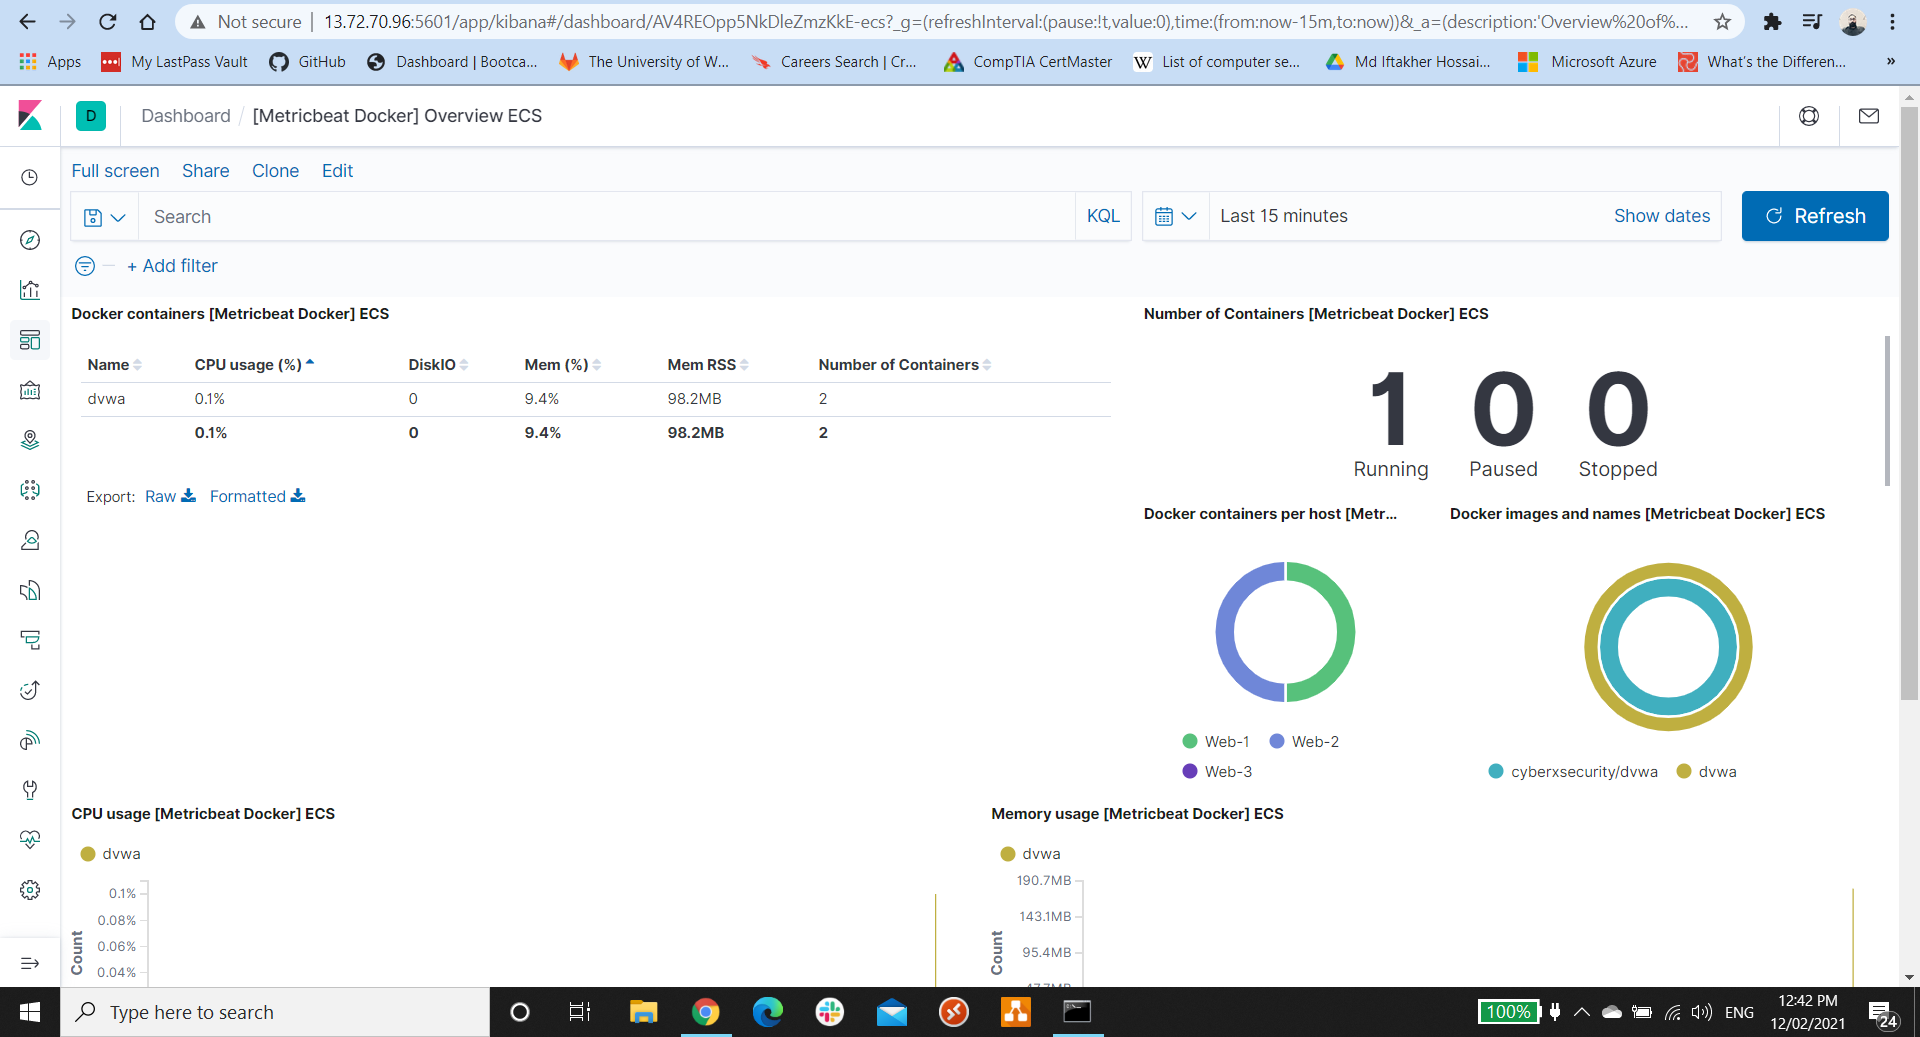 Not secure
13.72.70.96:5601/app/kibana#/dashboard/AV4REOpp5NkDleZmzKkE-ecs?_g=(refreshInterval:(pause:!t,value:0),time:(from:now-15m,to:now))&_a=(description:'Overview%20of%...
Apps
My LastPass Vault
GitHub
Dashboard | Bootca...
The University of W...
Careers Search | Cr...
CompTIA CertMaster
W List of computer se...
Md Iftakher Hossai...
Microsoft Azure
What's the Differen...
»
D
Dashboard / [Metricbeat Docker] Overview ECS
Full screen Share Clone Edit
Search
KQL
Last 15 minutes
Show dates
Refresh
+ Add filter
Docker containers [Metricbeat Docker] ECS
Name CPU usage (%) DiskIO Mem (%) Mem RSS Number of Containers
dvwa 0.1% 0 9.4% 98.2MB 2
0.1% 0 9.4% 98.2MB 2
Export: Raw Formatted
Number of Containers [Metricbeat Docker] ECS
1 0 0
Running Paused Stopped
Docker containers per host [Metr...
Web-1 Web-2
Web-3
Docker images and names [Metricbeat Docker] ECS
cyberxsecurity/dvwa dvwa
CPU usage [Metricbeat Docker] ECS
dvwa
0.1%
0.08%
0.06%
0.04%
Count
Memory usage [Metricbeat Docker] ECS
dvwa
190.7MB
143.1MB
95.4MB
47.7MB
Count
Type here to search
100%
ENG
12:42 PM
12/02/2021
24